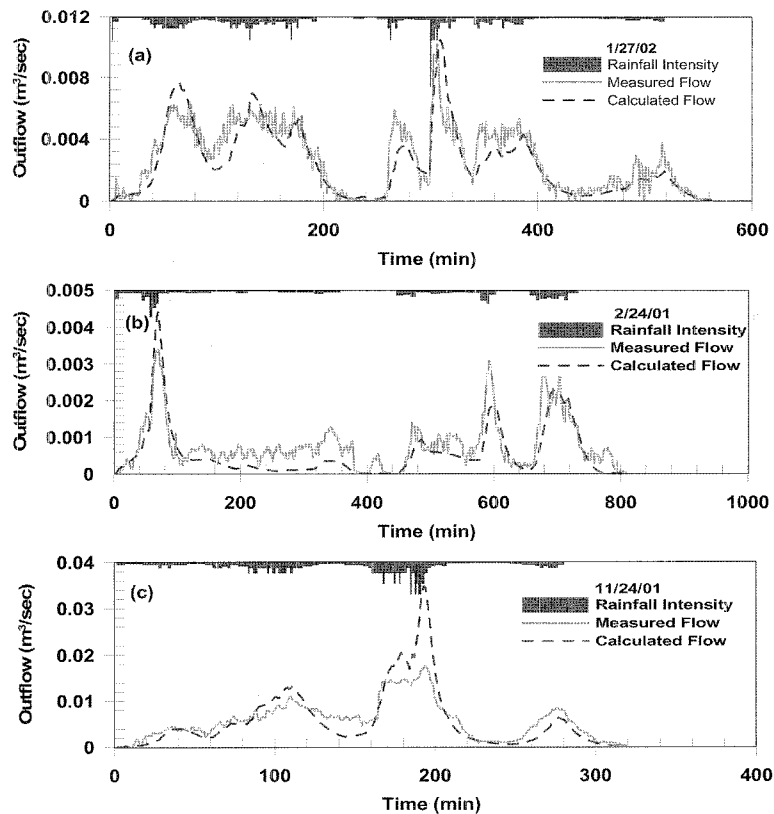 0.012
0.008
0.004
0
Outflow (m³/sec)
(a)
1/27/02
Rainfall Intensity
Measured Flow
Calculated Flow
0
200
400
600
Time (min)
0.005
0.004
0.003
0.002
0.001
0
Outflow (m³/sec)
(b)
2/24/01
Rainfall Intensity
Measured Flow
Calculated Flow
0
200
400
600
800
1000
Time (min)
0.04
0.03
0.02
0.01
0
Outflow (m³/sec)
(c)
11/24/01
Rainfall Intensity
Measured Flow
Calculated Flow
0
100
200
300
400
Time (min)